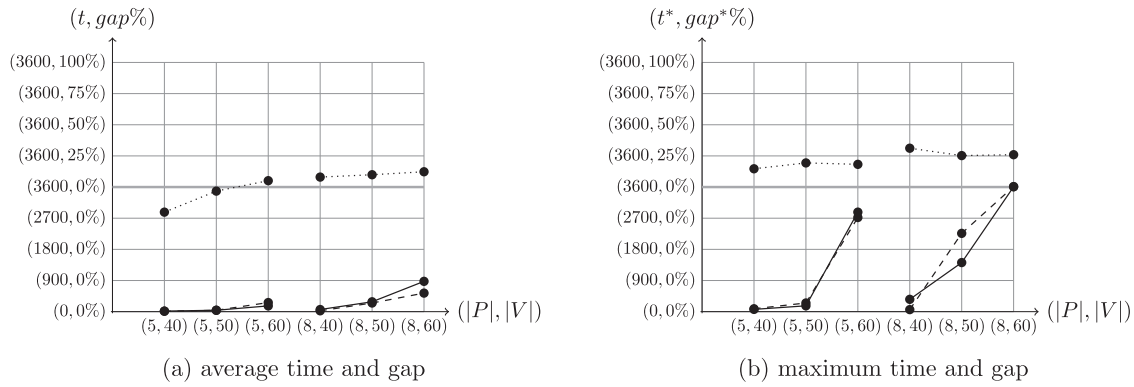 (t, gap%)
(3600, 100%)
(3600, 75%)
(3600, 50%)
(3600, 25%)
(3600, 0%)
(2700, 0%)
(1800, 0%)
(900, 0%)
(0, 0%)
(5, 40) (5, 50) (5, 60) (8, 40) (8, 50) (8, 60)
(|P|, |V|)
(a) average time and gap
(t*, gap*%)
(3600, 100%)
(3600, 75%)
(3600, 50%)
(3600, 25%)
(3600, 0%)
(2700, 0%)
(1800, 0%)
(900, 0%)
(0, 0%)
(5, 40) (5, 50) (5, 60) (8, 40) (8, 50) (8, 60)
(|P|, |V|)
(b) maximum time and gap